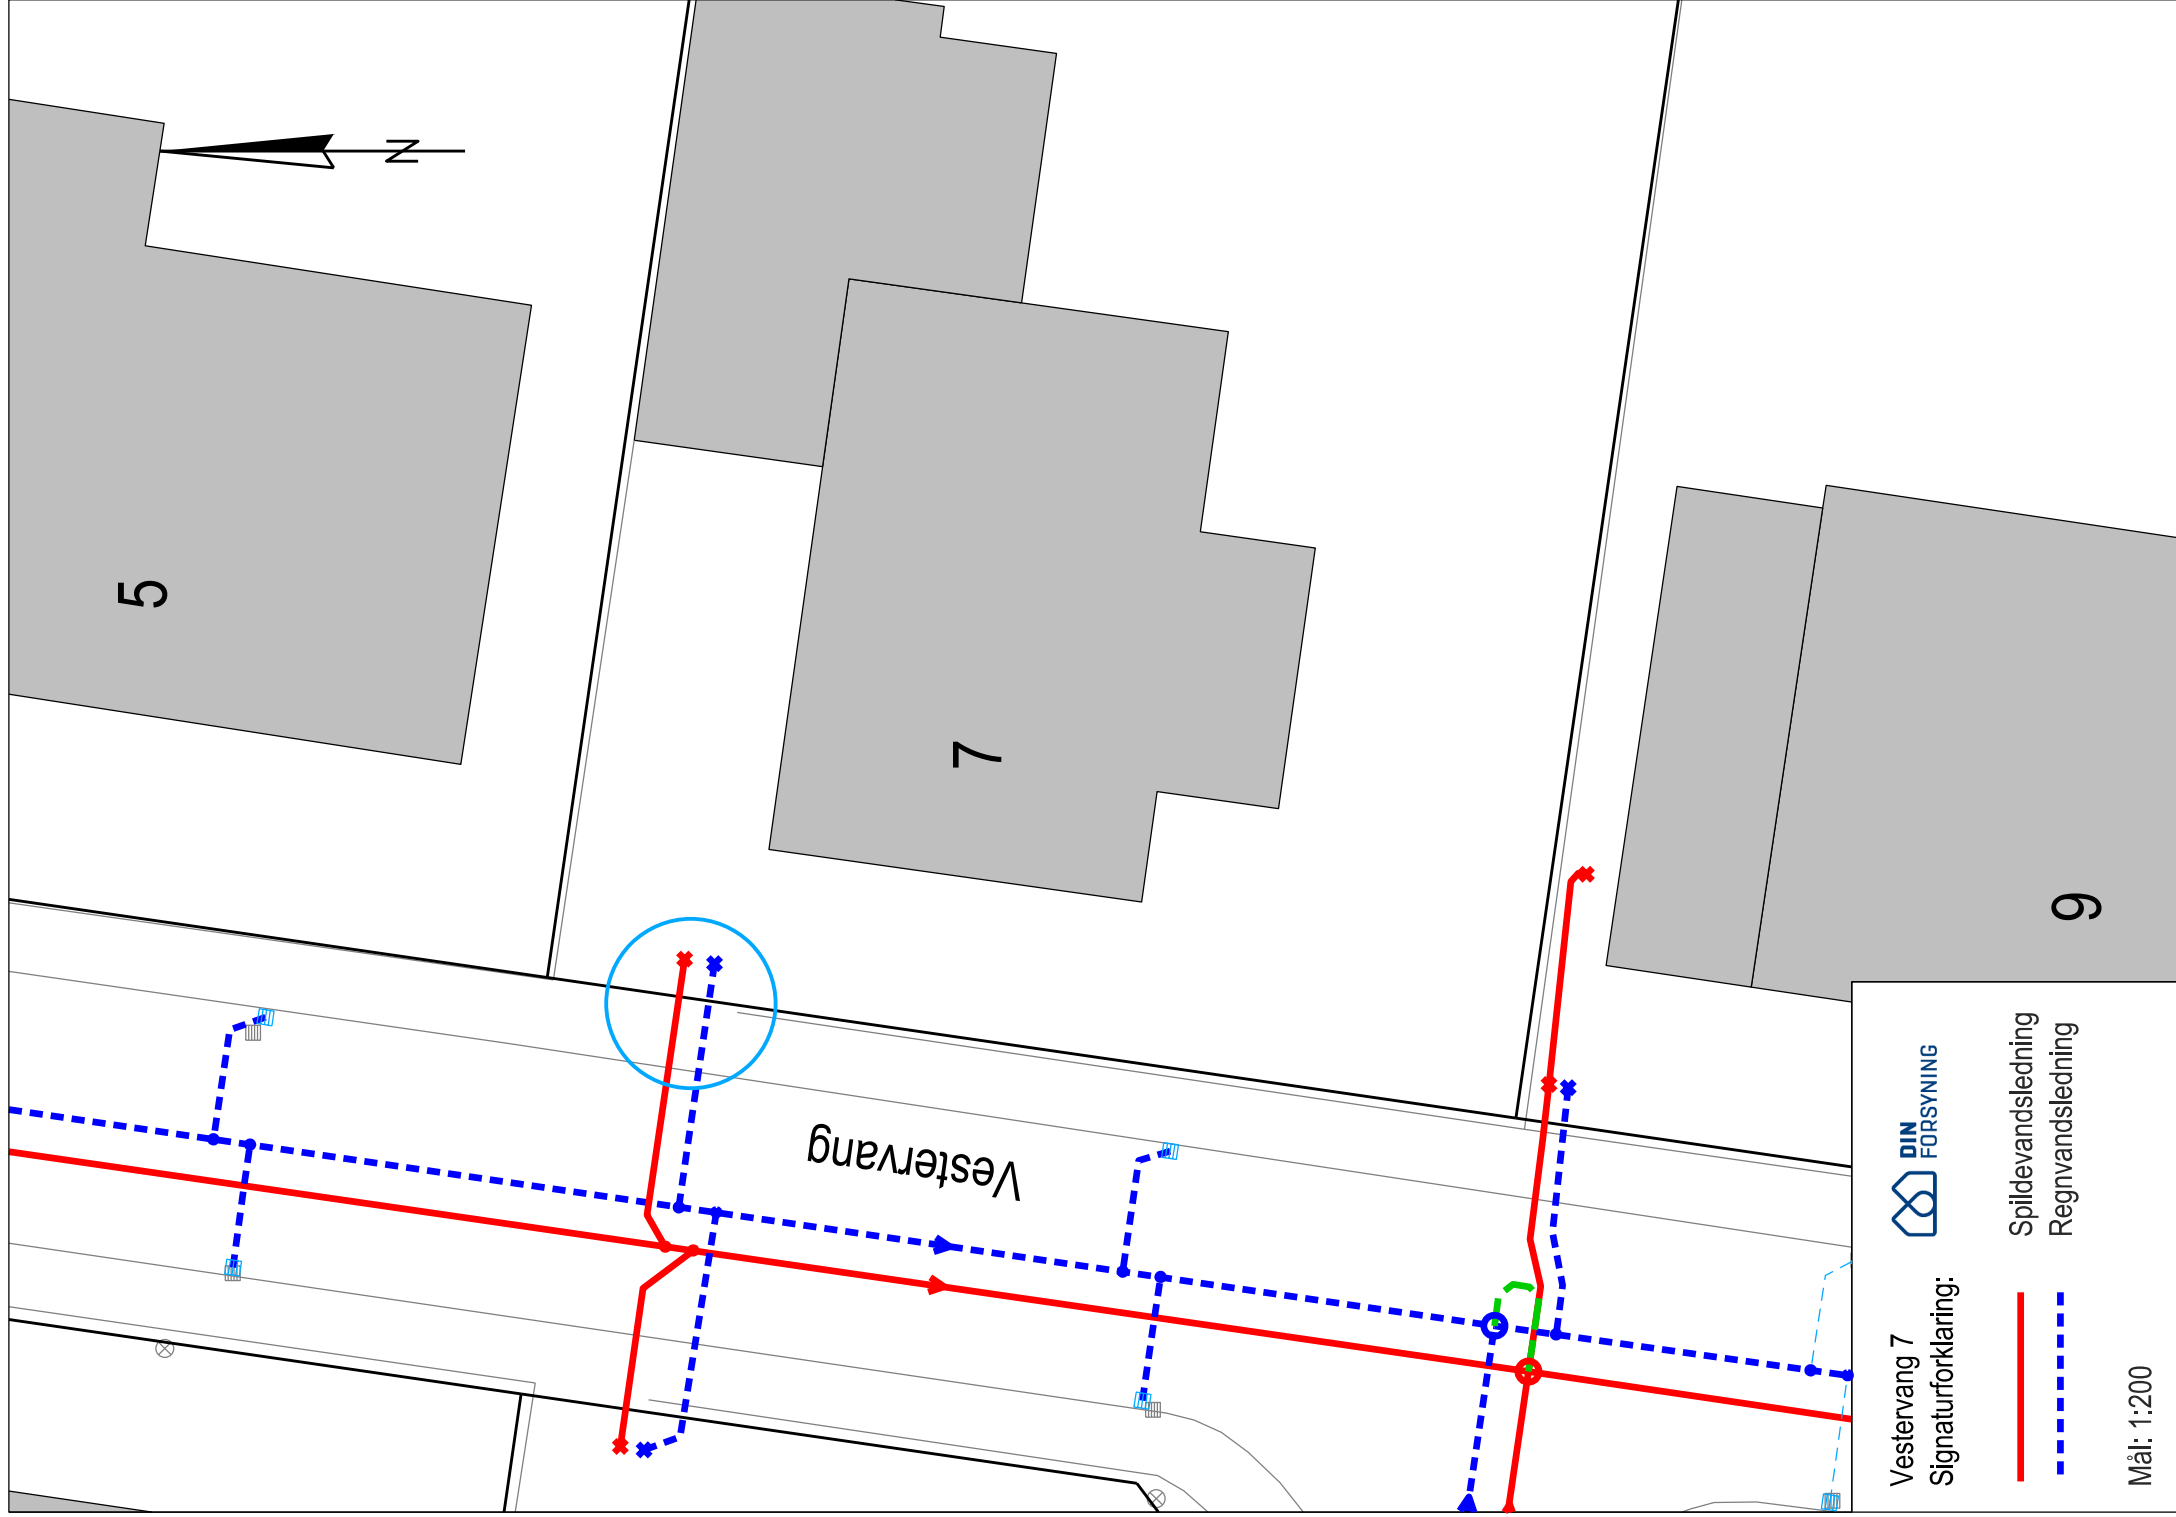 5
N
7
9
Vestervang
DIN
FORSYNING
Vestervang 7
Signaturforklaring:
Spildevandsledning
Regnvandsledning
Mål: 1:200